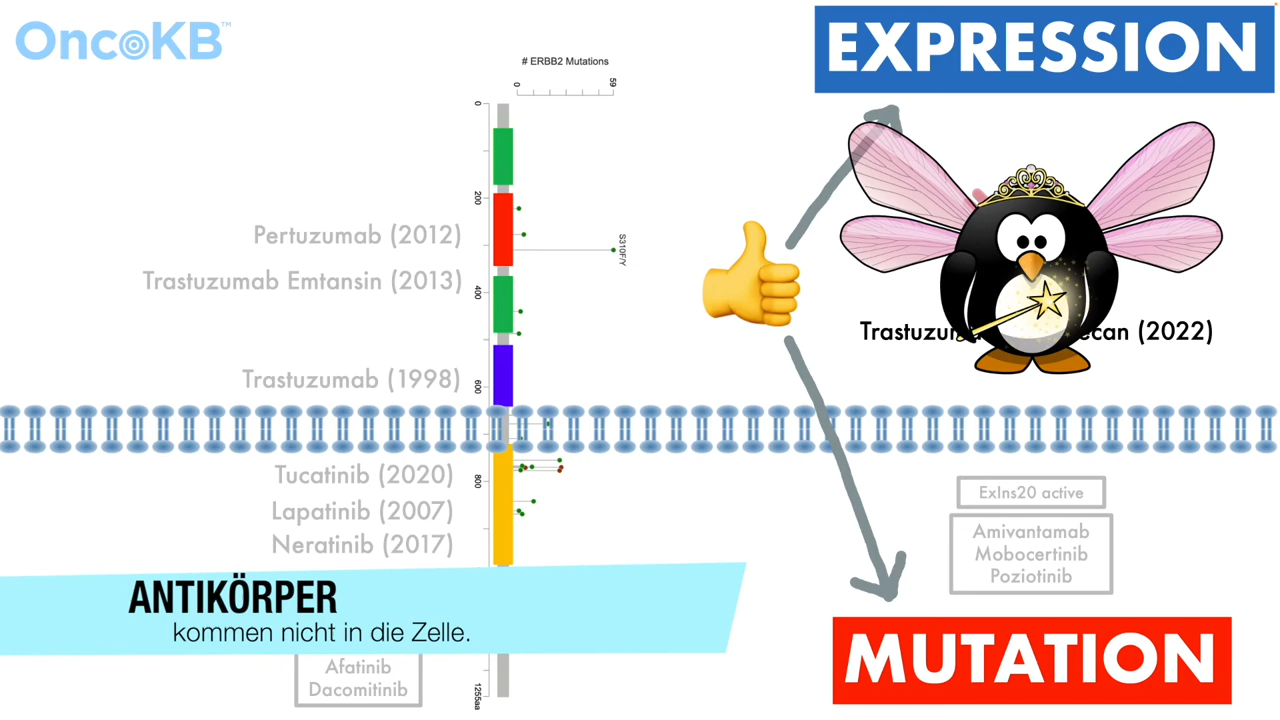 OncoKB™
EXPRESSION
# ERBB2 Mutations
0
59
0
200
S310F/Y
Pertuzumab (2012)
Trastuzumab Emtansin (2013)
400
(2022)
Trastuzumab (1998)
600
Tucatinib (2020)
800
Lapatinib (2007)
Neratinib (2017)
ExIns20 active
Amivantamab
Mobocertinib
Poziotinib
ANTIKÖRPER
kommen nicht in die Zelle.
Afatinib
Dacomitinib
1255aa
MUTATION